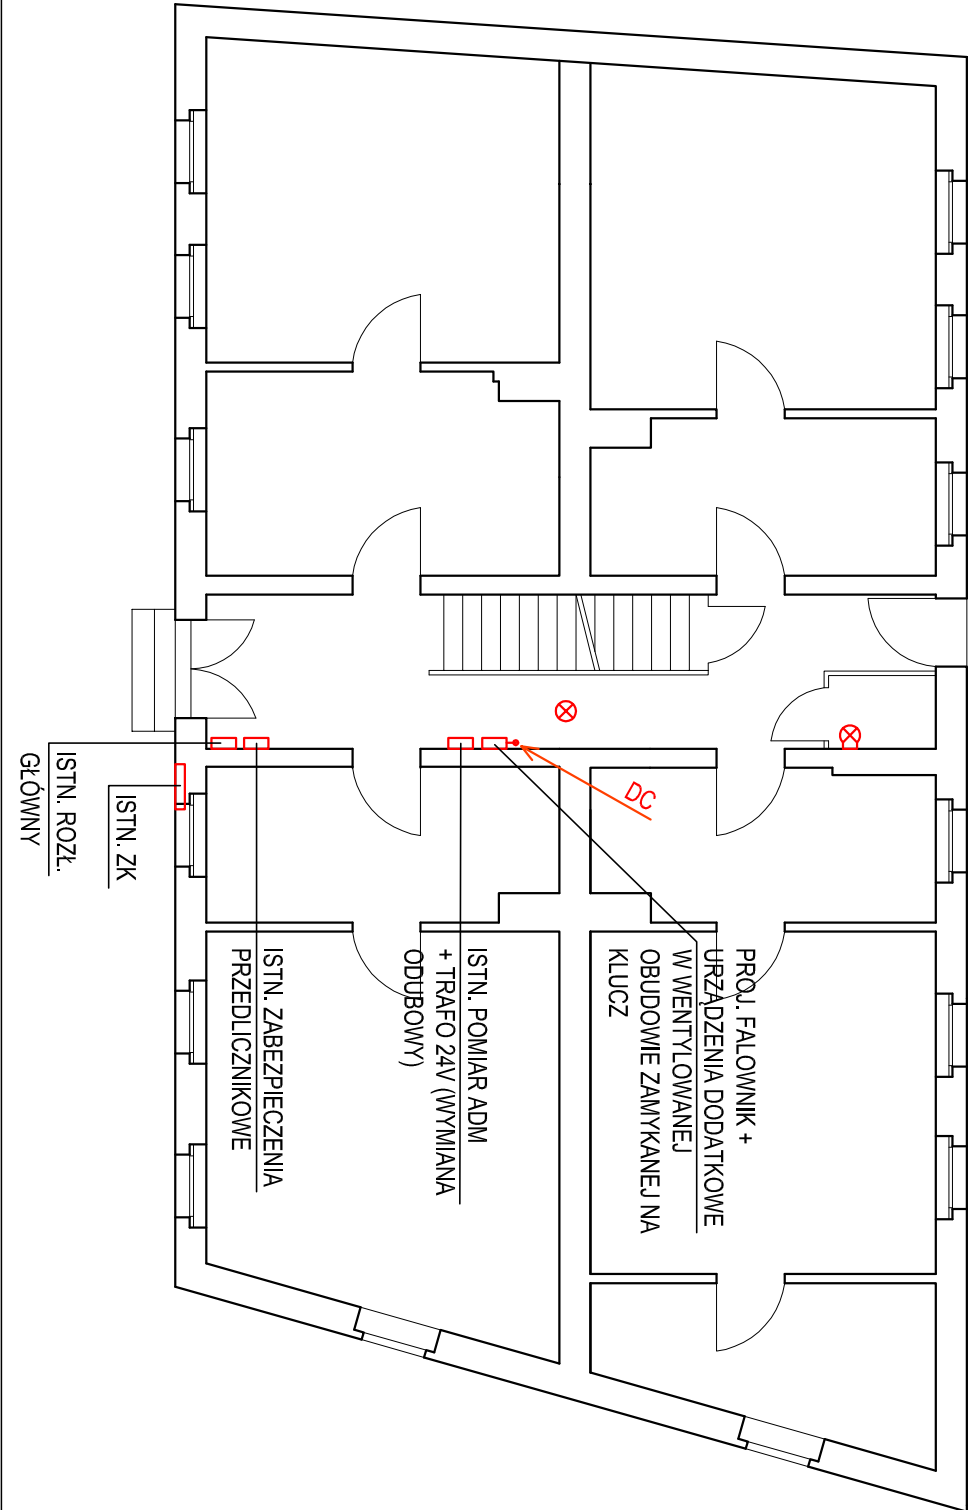 PROJ. FALOWNIK +
URZĄDZENIA DODATKOWE
W WENTYLOWANEJ
OBUDOWIE ZAMYKANEJ NA
KLUCZ
DC
ISTN. POMIAR ADM
+ TRAFO 24V (WYMIANA
ODUBOWY)
ISTN. ZABEZPIECZENIA
PRZEDLICZNIKOWE
ISTN. ZK
ISTN. ROZŁ.
GŁÓWNY